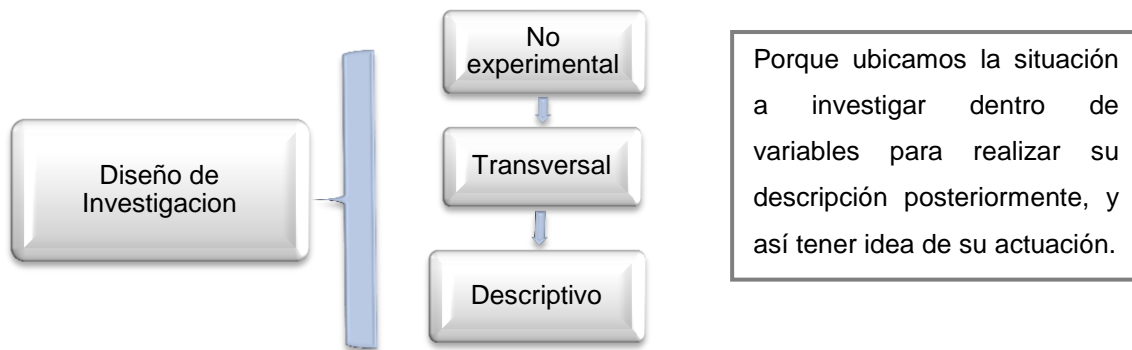 Diseño de
Investigacion
No
experimental
Transversal
Descriptivo
Porque ubicamos la situación
a investigar dentro de
variables para realizar su
descripción posteriormente, y
así tener idea de su actuación.